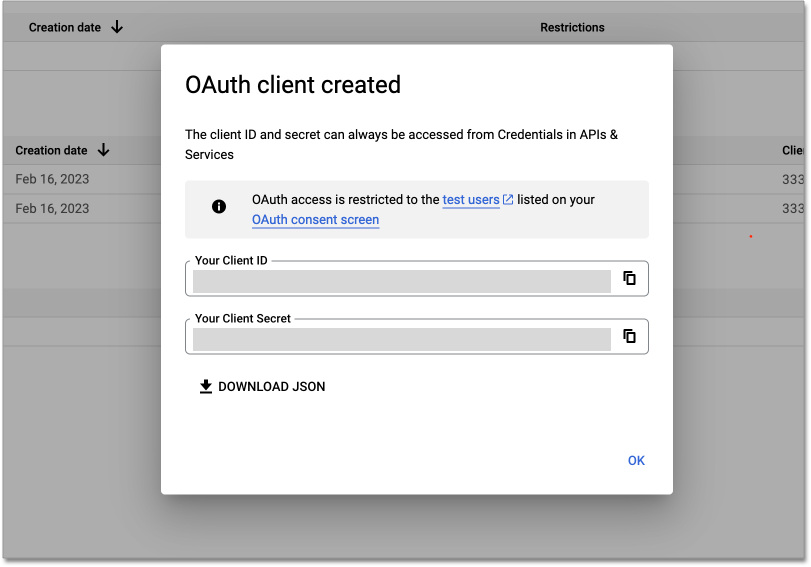 Creation date
Restrictions
OAuth client created
The client ID and secret can always be accessed from Credentials in APIs &
Services
Creation date
Feb 16, 2023
333
Feb 16, 2023
333
OAuth access is restricted to the test users listed on your
OAuth consent screen
Your Client ID
Your Client Secret
DOWNLOAD JSON
OK